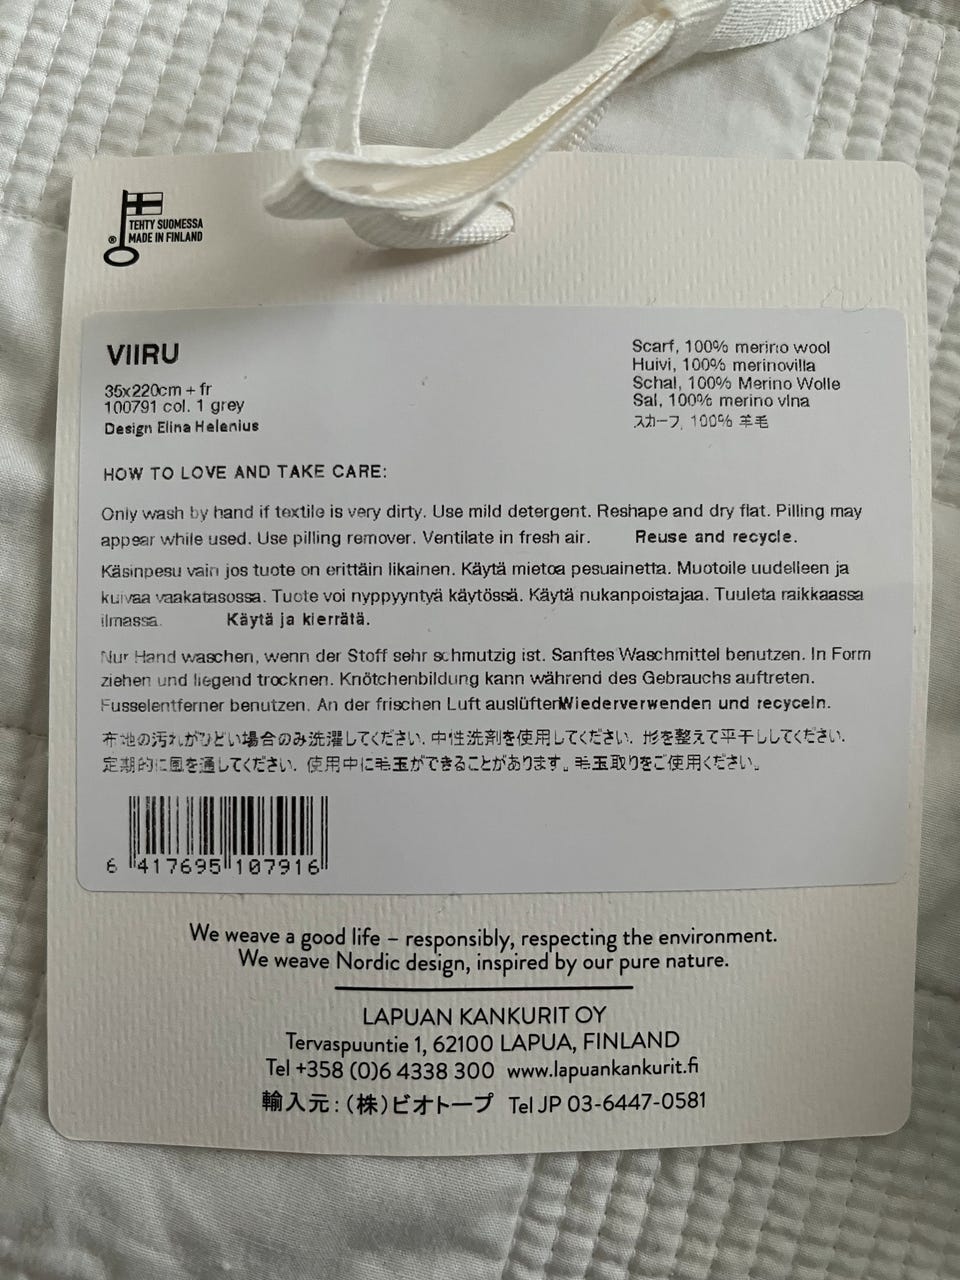 TEHTY SUOMESSA
® MADE IN FINLAND
VIIRU
35x220cm + fr
100791 col. 1 grey
Design Elina Helenius
Scarf, 100% merino wool
Huivi, 100% merinovilla
Schal, 100% Merino Wolle
Sal, 100% merino vlna
スカーフ, 100% 羊毛
HOW TO LOVE AND TAKE CARE:
Only wash by hand if textile is very dirty. Use mild detergent. Reshape and dry flat. Pilling may
appear while used. Use pilling remover. Ventilate in fresh air. Reuse and recycle.
Käsinpesu vain jos tuote on erittäin likainen. Käytä mietoa pesuainetta. Muotoile uudelleen ja
kuivaa vaakatasossa. Tuote voi nyppyyntyä käytössä. Käytä nukanpoistajaa. Tuuleta raikkaassa
ilmassa. Käytä ja kierrätä.
Nur Hand waschen, wenn der Stoff sehr schmutzig ist. Sanftes Waschmittel benutzen. In Form
ziehen und liegend trocknen. Knötchenbildung kann während des Gebrauchs auftreten.
Fusselentferner benutzen. An der frischen Luft auslüften Wiederverwenden und recyceln.
布地の汚れがひどい場合のみ洗濯してください. 中性洗剤を使用してください. 形を整えて平干ししてください.
定期的に風を通してください. 使用中に毛玉ができることがあります。毛玉取りをご使用ください。
6 417695 107916
We weave a good life – responsibly, respecting the environment.
We weave Nordic design, inspired by our pure nature.
LAPUAN KANKURIT OY
Tervaspuuntie 1, 62100 LAPUA, FINLAND
Tel +358 (0)6 4338 300 www.lapuankankurit.fi
輸入元：（株）ビオトープ Tel JP 03-6447-0581